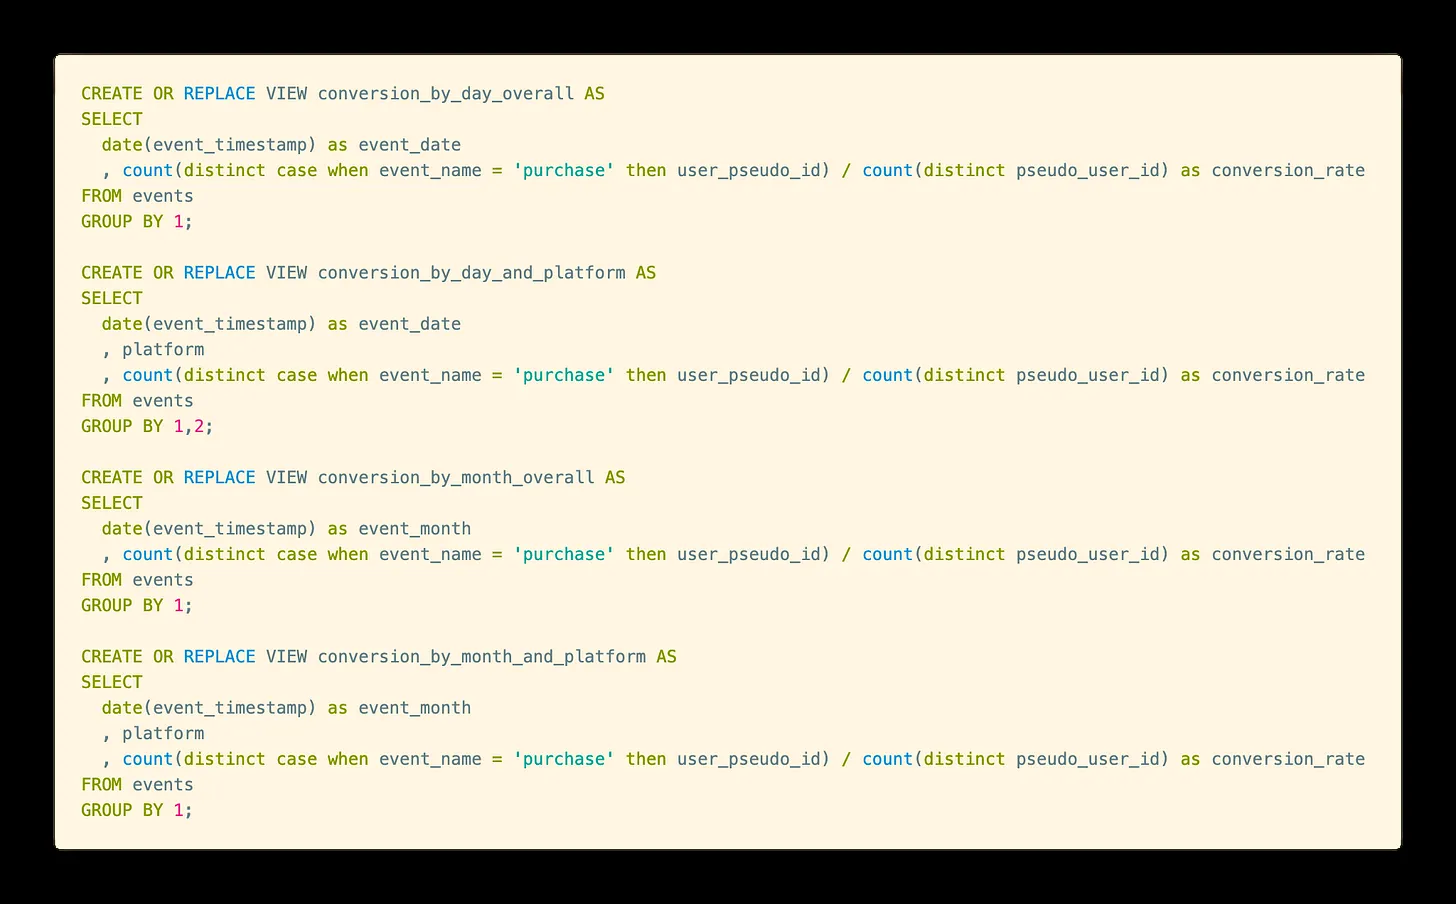 CREATE OR REPLACE VIEW conversion_by_day_overall AS
SELECT
  date(event_timestamp) as event_date
  , count(distinct case when event_name = 'purchase' then user_pseudo_id) / count(distinct pseudo_user_id) as conversion_rate
FROM events
GROUP BY 1;

CREATE OR REPLACE VIEW conversion_by_day_and_platform AS
SELECT
  date(event_timestamp) as event_date
  , platform
  , count(distinct case when event_name = 'purchase' then user_pseudo_id) / count(distinct pseudo_user_id) as conversion_rate
FROM events
GROUP BY 1,2;

CREATE OR REPLACE VIEW conversion_by_month_overall AS
SELECT
  date(event_timestamp) as event_month
  , count(distinct case when event_name = 'purchase' then user_pseudo_id) / count(distinct pseudo_user_id) as conversion_rate
FROM events
GROUP BY 1;

CREATE OR REPLACE VIEW conversion_by_month_and_platform AS
SELECT
  date(event_timestamp) as event_month
  , platform
  , count(distinct case when event_name = 'purchase' then user_pseudo_id) / count(distinct pseudo_user_id) as conversion_rate
FROM events
GROUP BY 1;